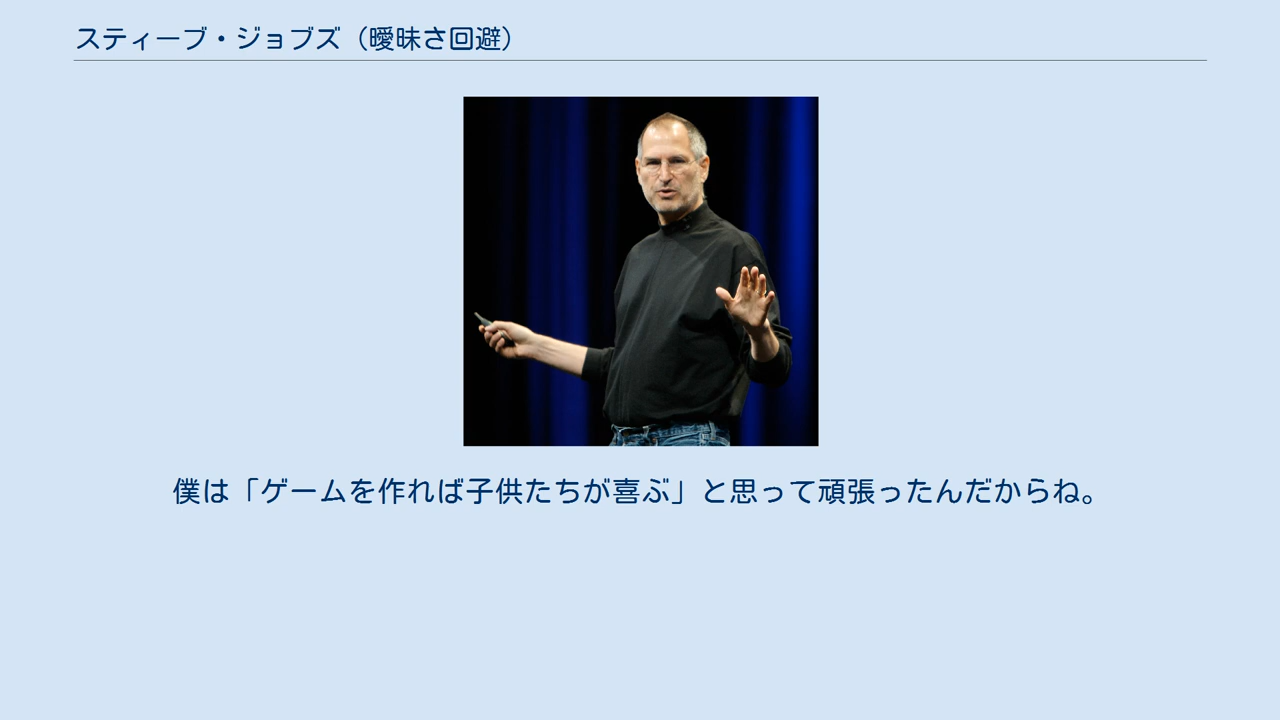 スティーブ・ジョブズ（曖昧さ回避）
僕は「ゲームを作れば子供たちが喜ぶ」と思って頑張ったんだからね。